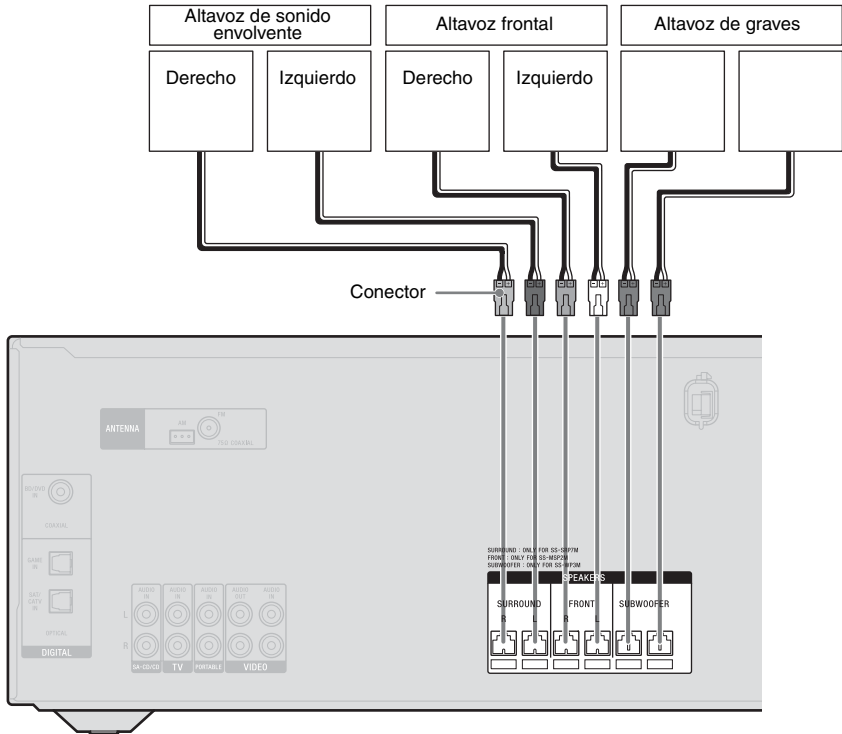 Altavoz de sonido
envolvente
Altavoz frontal
Altavoz de graves
Derecho
Izquierdo
Derecho
Izquierdo
Conector
ANTENNA
AM
FM
75Ω COAXIAL
BD/DVD
IN
COAXIAL
GAME
IN
SAT/
CATV
IN
OPTICAL
DIGITAL
AUDIO
IN
AUDIO
IN
AUDIO
IN
AUDIO
OUT
AUDIO
IN
L
R
SA-CD/CD
TV
PORTABLE
VIDEO
SURROUND : ONLY FOR SS-SRP7M
FRONT : ONLY FOR SS-MSP2M
SUBWOOFER : ONLY FOR SS-WP3M
SPEAKERS
SURROUND
FRONT
SUBWOOFER
R
L
R
L